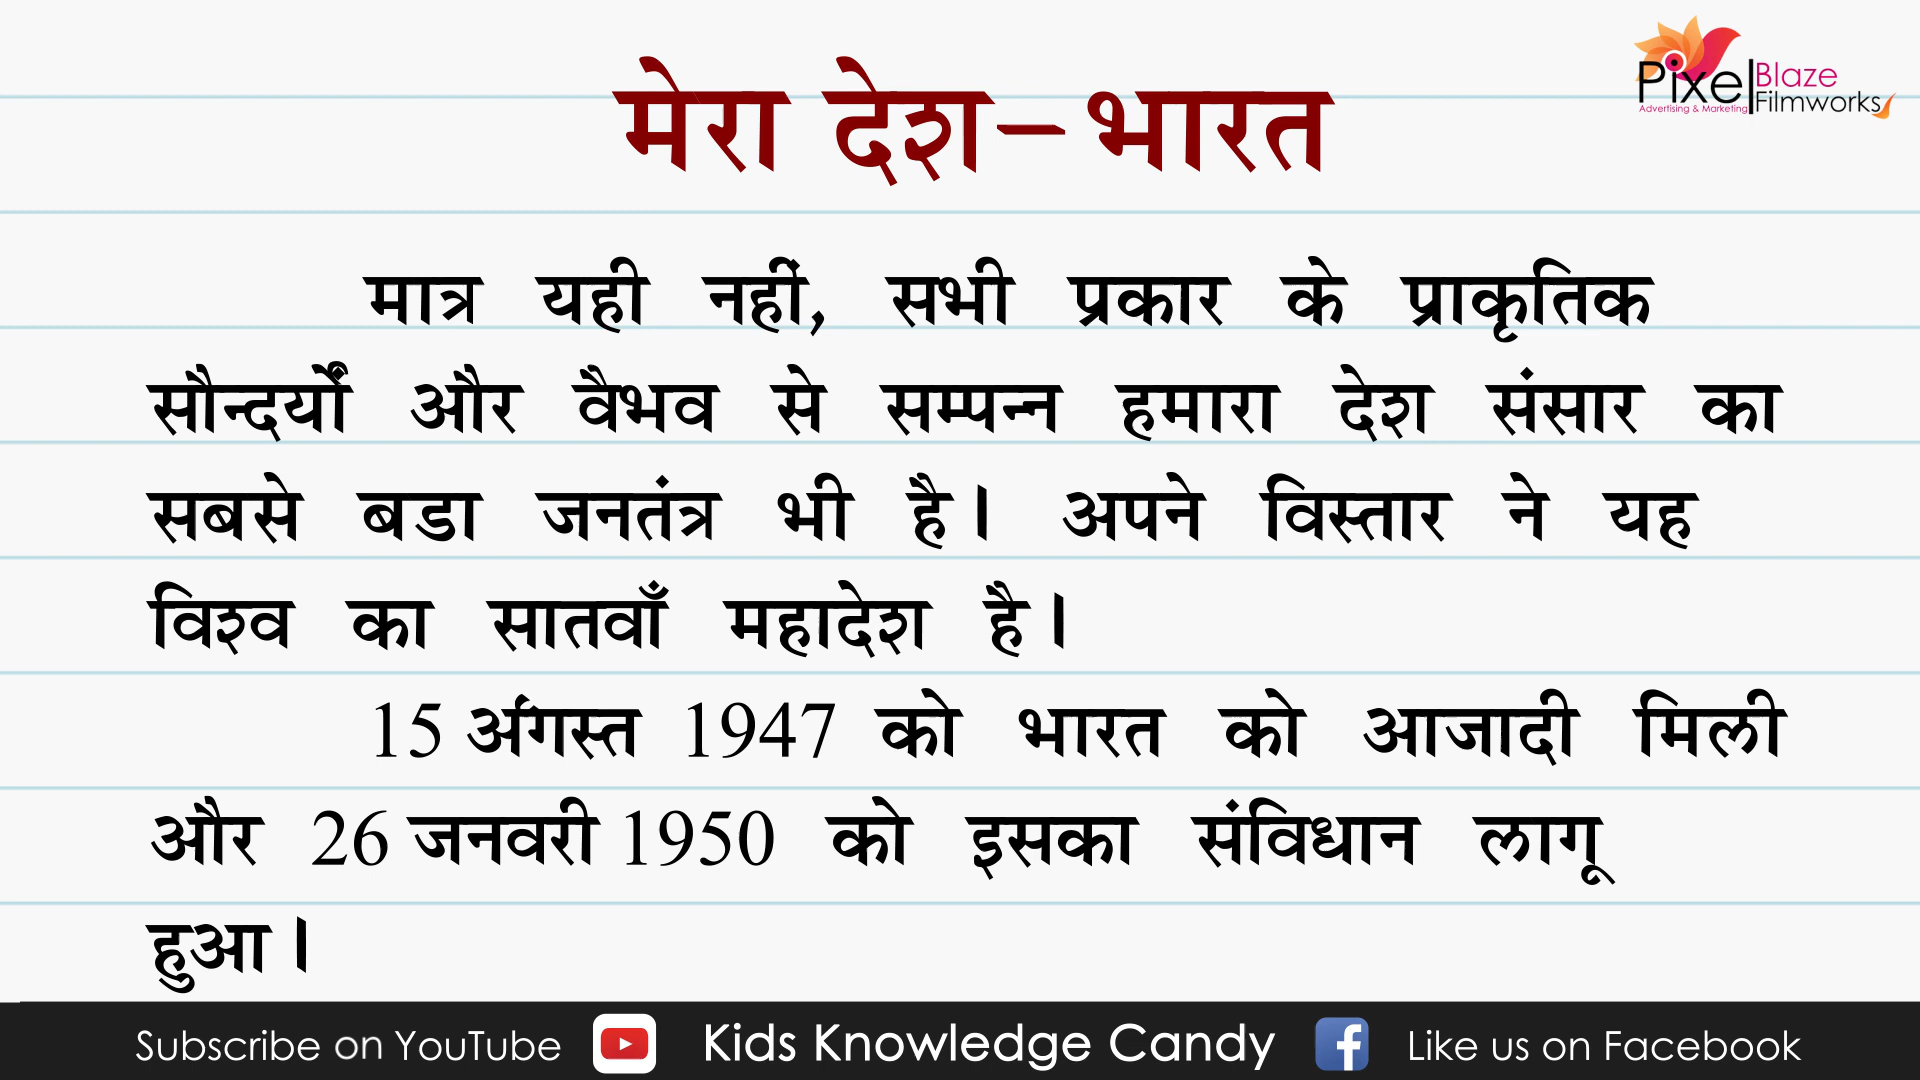 Pixel Blaze Filmworks
Advertising & Marketing
मेरा देश-भारत
मात्र यही नहीं, सभी प्रकार के प्राकृतिक
सौन्दर्यों और वैभव से सम्पन्न हमारा देश संसार का
सबसे बडा जनतंत्र भी है। अपने विस्तार ने यह
विश्व का सातवाँ महादेश है।
15 अंगस्त 1947 को भारत को आजादी मिली
और 26 जनवरी 1950 को इसका संविधान लागू
हुआ।
Subscribe on YouTube Kids Knowledge Candy Like us on Facebook